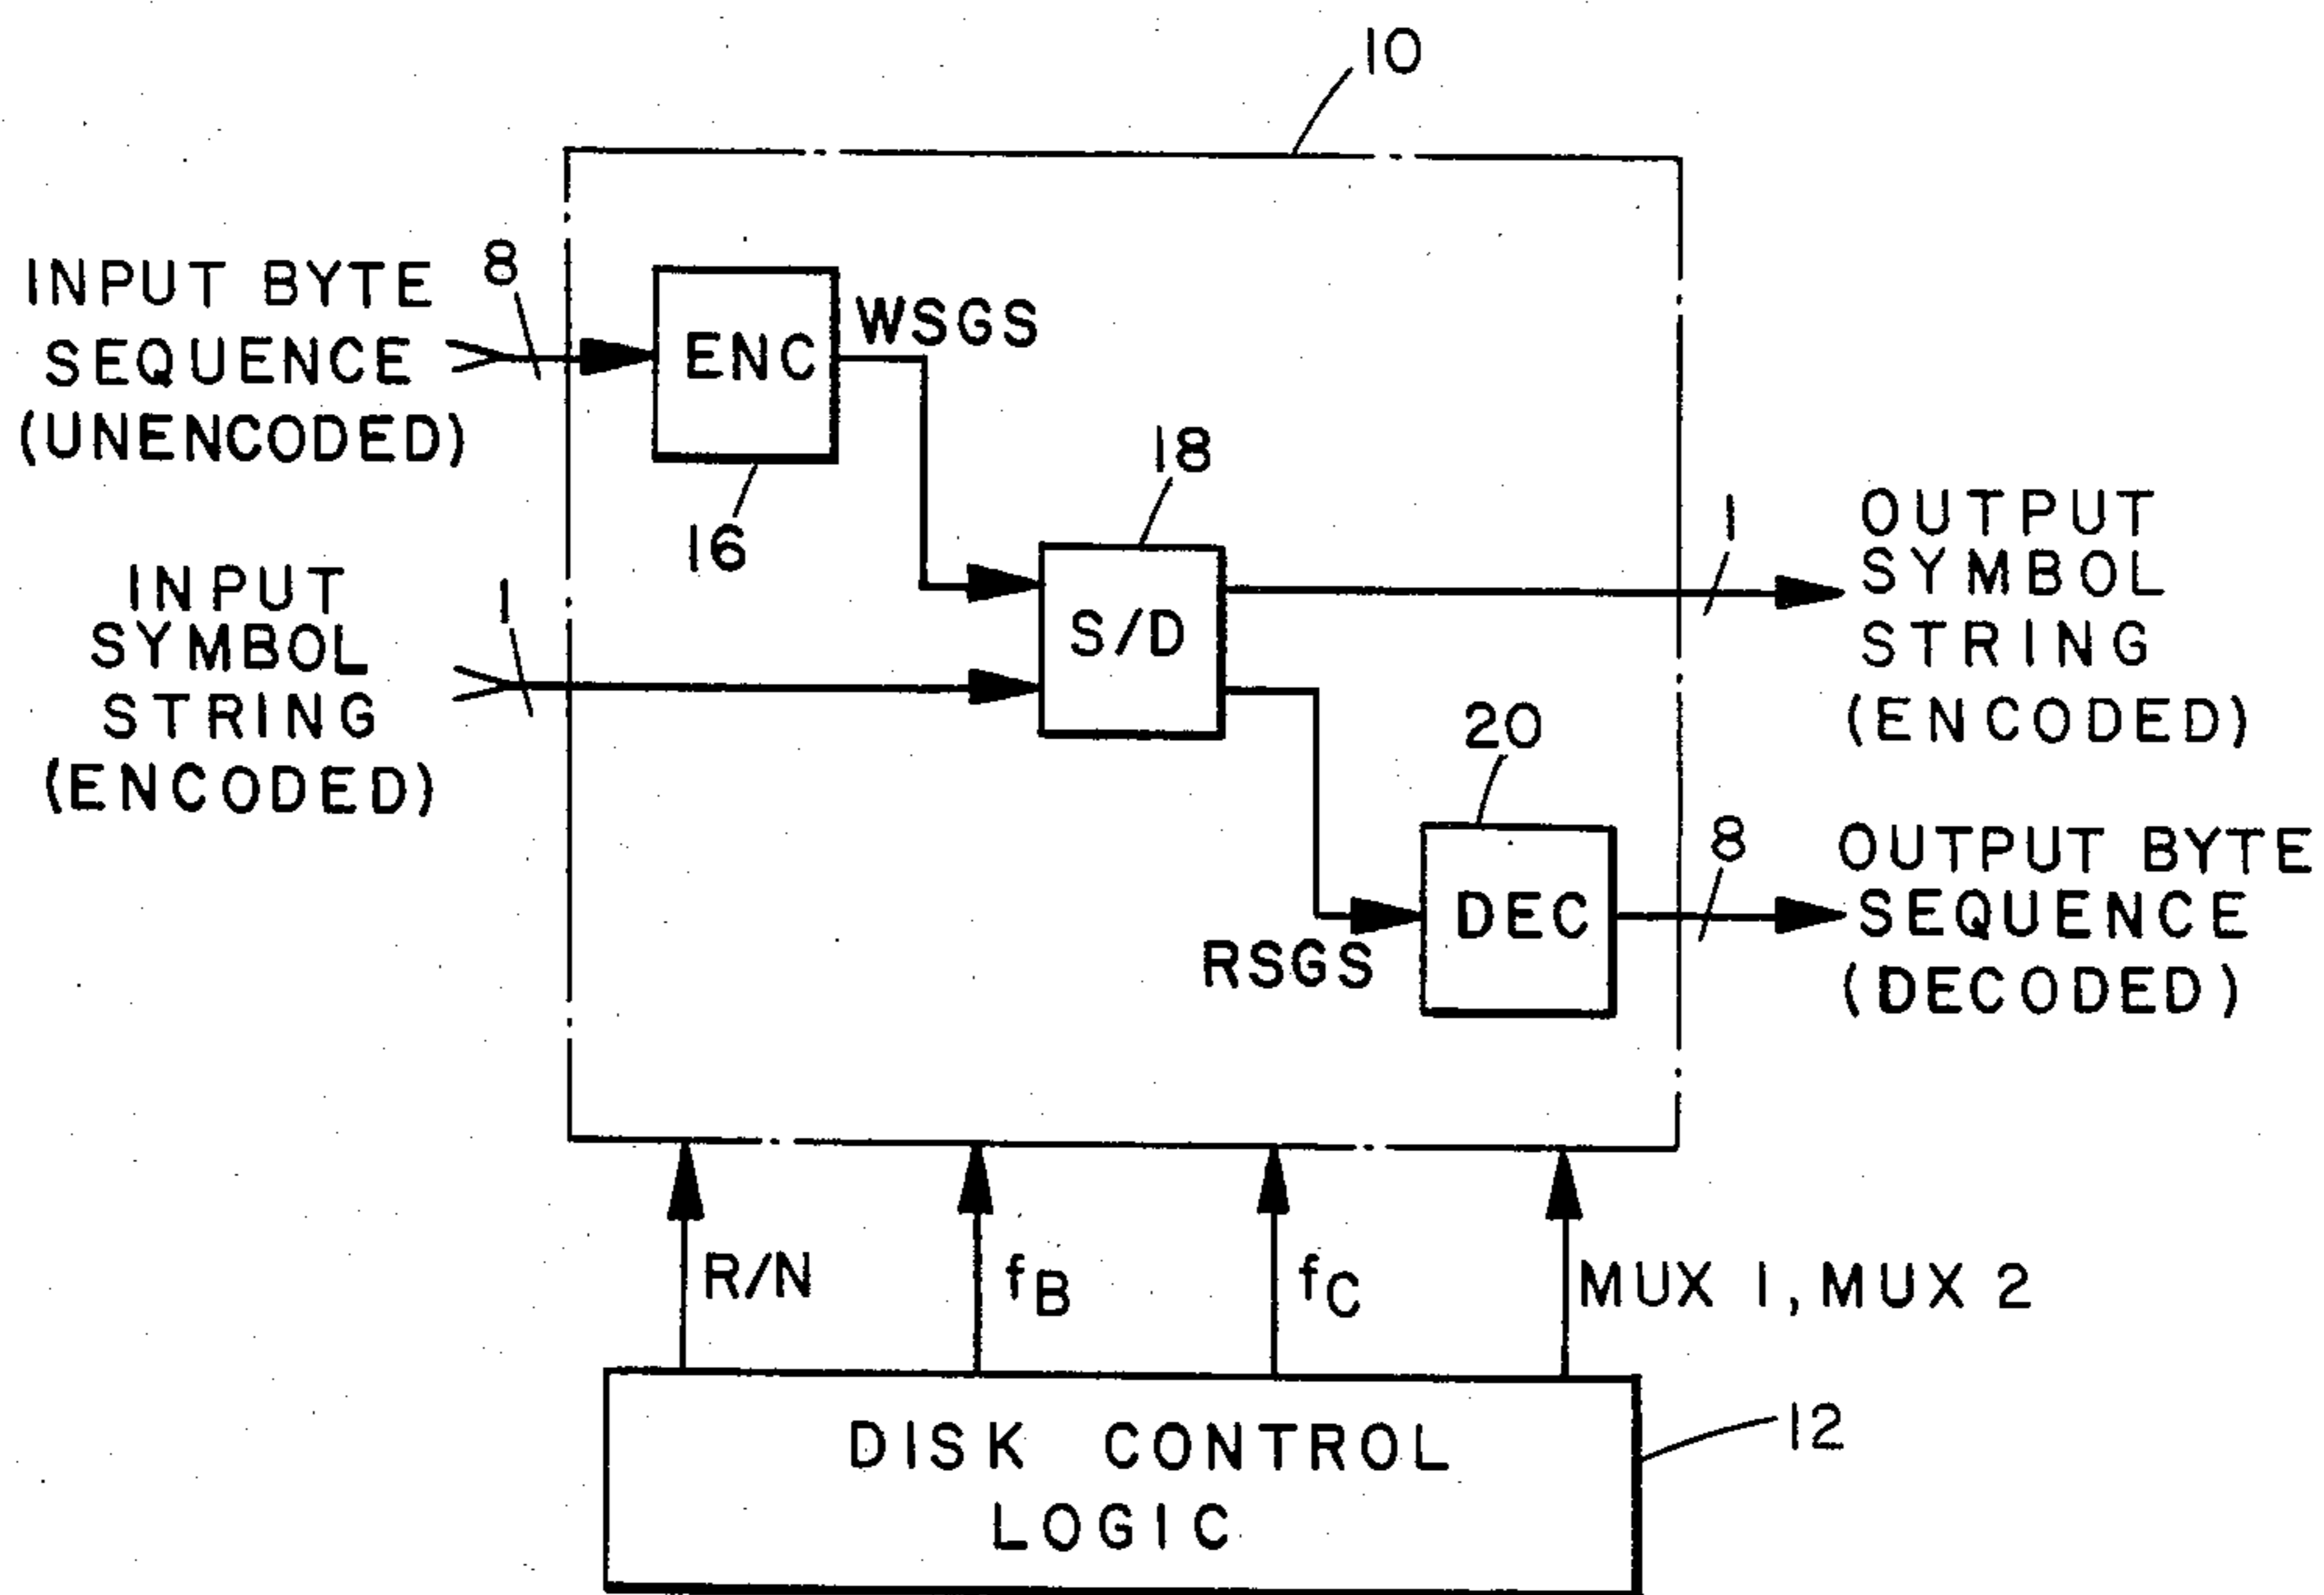 10
INPUT BYTE
SEQUENCE
(UNENCODED)
8
ENC
WSGS
16
18
INPUT
SYMBOL
STRING
(ENCODED)
1
S/D
1
OUTPUT
SYMBOL
STRING
(ENCODED)
20
DEC
RSGS
8
OUTPUT BYTE
SEQUENCE
(DECODED)
R/N
fB
fC
MUX 1, MUX 2
DISK CONTROL
LOGIC
12